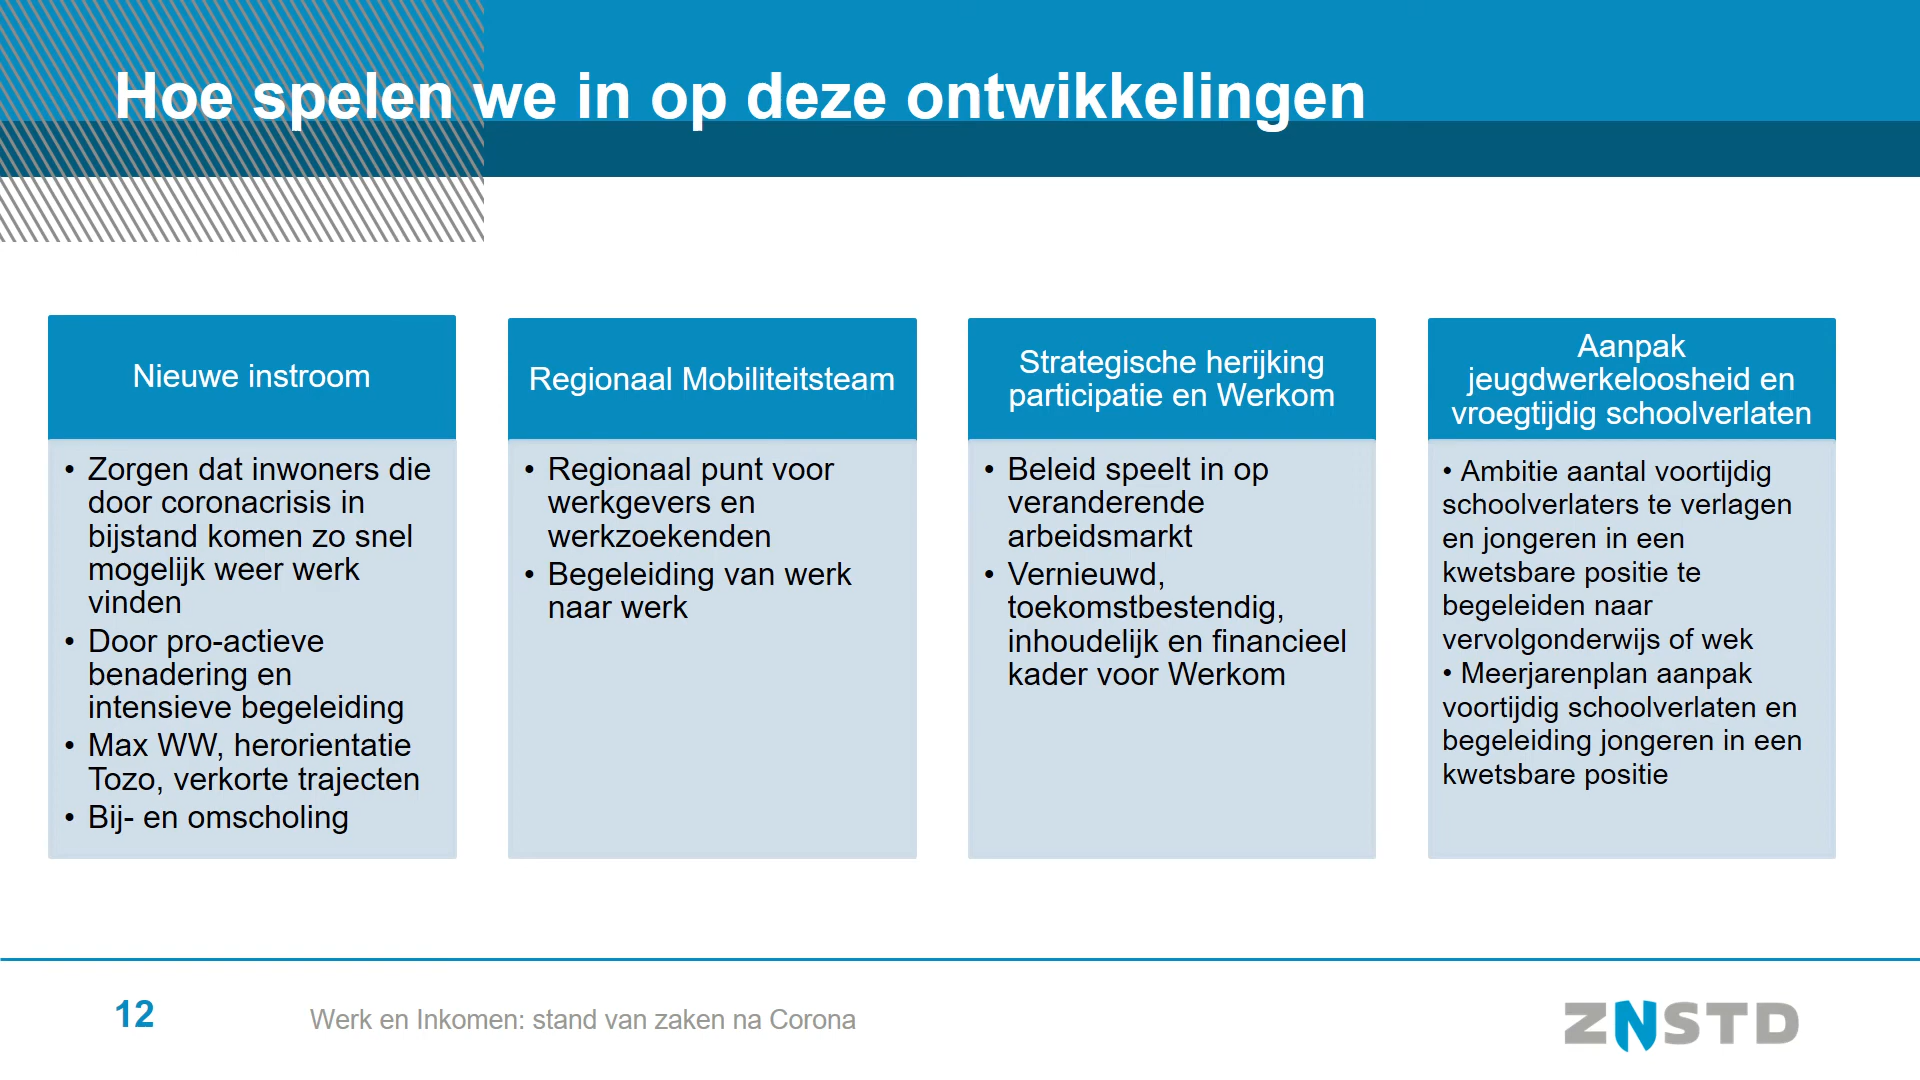 Hoe spelen we in op deze ontwikkelingen
Nieuwe instroom
• Zorgen dat inwoners die
door coronacrisis in
bijstand komen zo snel
mogelijk weer werk
vinden
• Door pro-actieve
benadering en
intensieve begeleiding
• Max WW, herorientatie
Tozo, verkorte trajecten
• Bij- en omscholing
Regionaal Mobiliteitsteam
• Regionaal punt voor
werkgevers en
werkzoekenden
• Begeleiding van werk
naar werk
Strategische herijking
participatie en Werkom
• Beleid speelt in op
veranderende
arbeidsmarkt
• Vernieuwd,
toekomstbestendig,
inhoudelijk en financieel
kader voor Werkom
Aanpak
jeugdwerkeloosheid en
vroegtijdig schoolverlaten
• Ambitie aantal voortijdig
schoolverlaters te verlagen
en jongeren in een
kwetsbare positie te
begeleiden naar
vervolgonderwijs of wek
• Meerjarenplan aanpak
voortijdig schoolverlaten en
begeleiding jongeren in een
kwetsbare positie
12
Werk en Inkomen: stand van zaken na Corona
ZNSTD